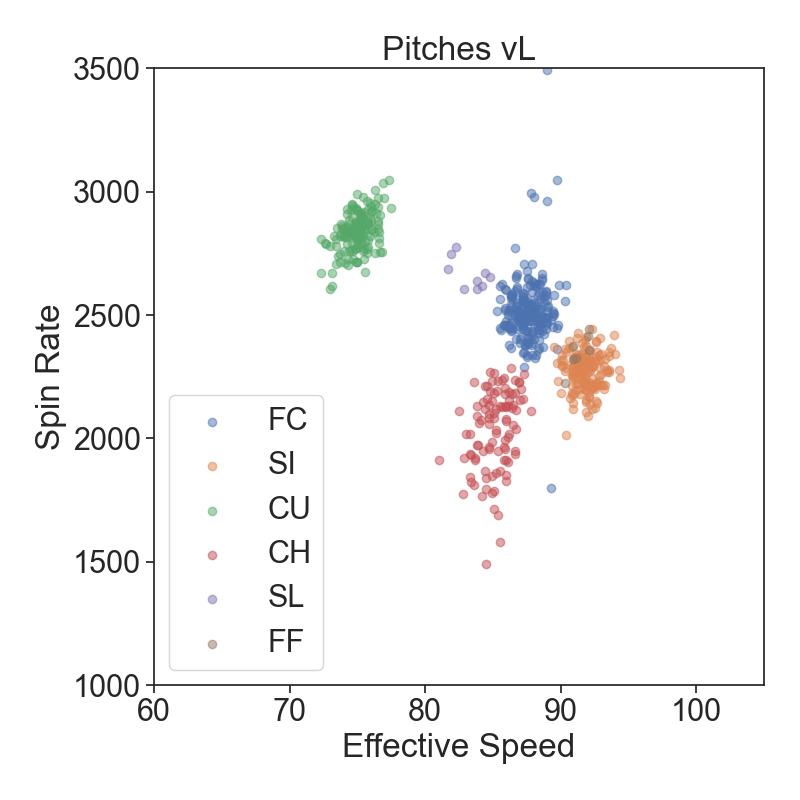 Pitches vL
3500
3000
2500
2000
1500
1000
Spin Rate
FC
SI
CU
CH
SL
FF
60 70 80 90 100
Effective Speed